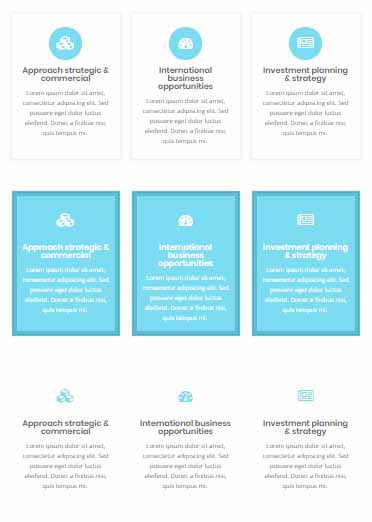 Approach strategic &
commercial
Lorem ipsum dolor sit amet,
consectetur adipiscing elit. Sed
posuere eget dolor luctus
eleifend. Donec a finibus nisi,
quis tempus mi.
International
business
opportunities
Lorem ipsum dolor sit amet,
consectetur adipiscing elit. Sed
posuere eget dolor luctus
eleifend. Donec a finibus nisi,
quis tempus mi.
Investment planning
& strategy
Lorem ipsum dolor sit amet,
consectetur adipiscing elit. Sed
posuere eget dolor luctus
eleifend. Donec a finibus nisi,
quis tempus mi.
Approach strategic &
commercial
Lorem ipsum dolor sit amet,
consectetur adipiscing elit. Sed
posuere eget dolor luctus
eleifend. Donec a finibus nisi,
quis tempus mi.
International
business
opportunities
Lorem ipsum dolor sit amet,
consectetur adipiscing elit. Sed
posuere eget dolor luctus
eleifend. Donec a finibus nisi,
quis tempus mi.
Investment planning
& strategy
Lorem ipsum dolor sit amet,
consectetur adipiscing elit. Sed
posuere eget dolor luctus
eleifend. Donec a finibus nisi,
quis tempus mi.
Approach strategic &
commercial
Lorem ipsum dolor sit amet,
consectetur adipiscing elit. Sed
posuere eget dolor luctus
eleifend. Donec a finibus nisi,
quis tempus mi.
International business
opportunities
Lorem ipsum dolor sit amet,
consectetur adipiscing elit. Sed
posuere eget dolor luctus
eleifend. Donec a finibus nisi,
quis tempus mi.
Investment planning
& strategy
Lorem ipsum dolor sit amet,
consectetur adipiscing elit. Sed
posuere eget dolor luctus
eleifend. Donec a finibus nisi,
quis tempus mi.